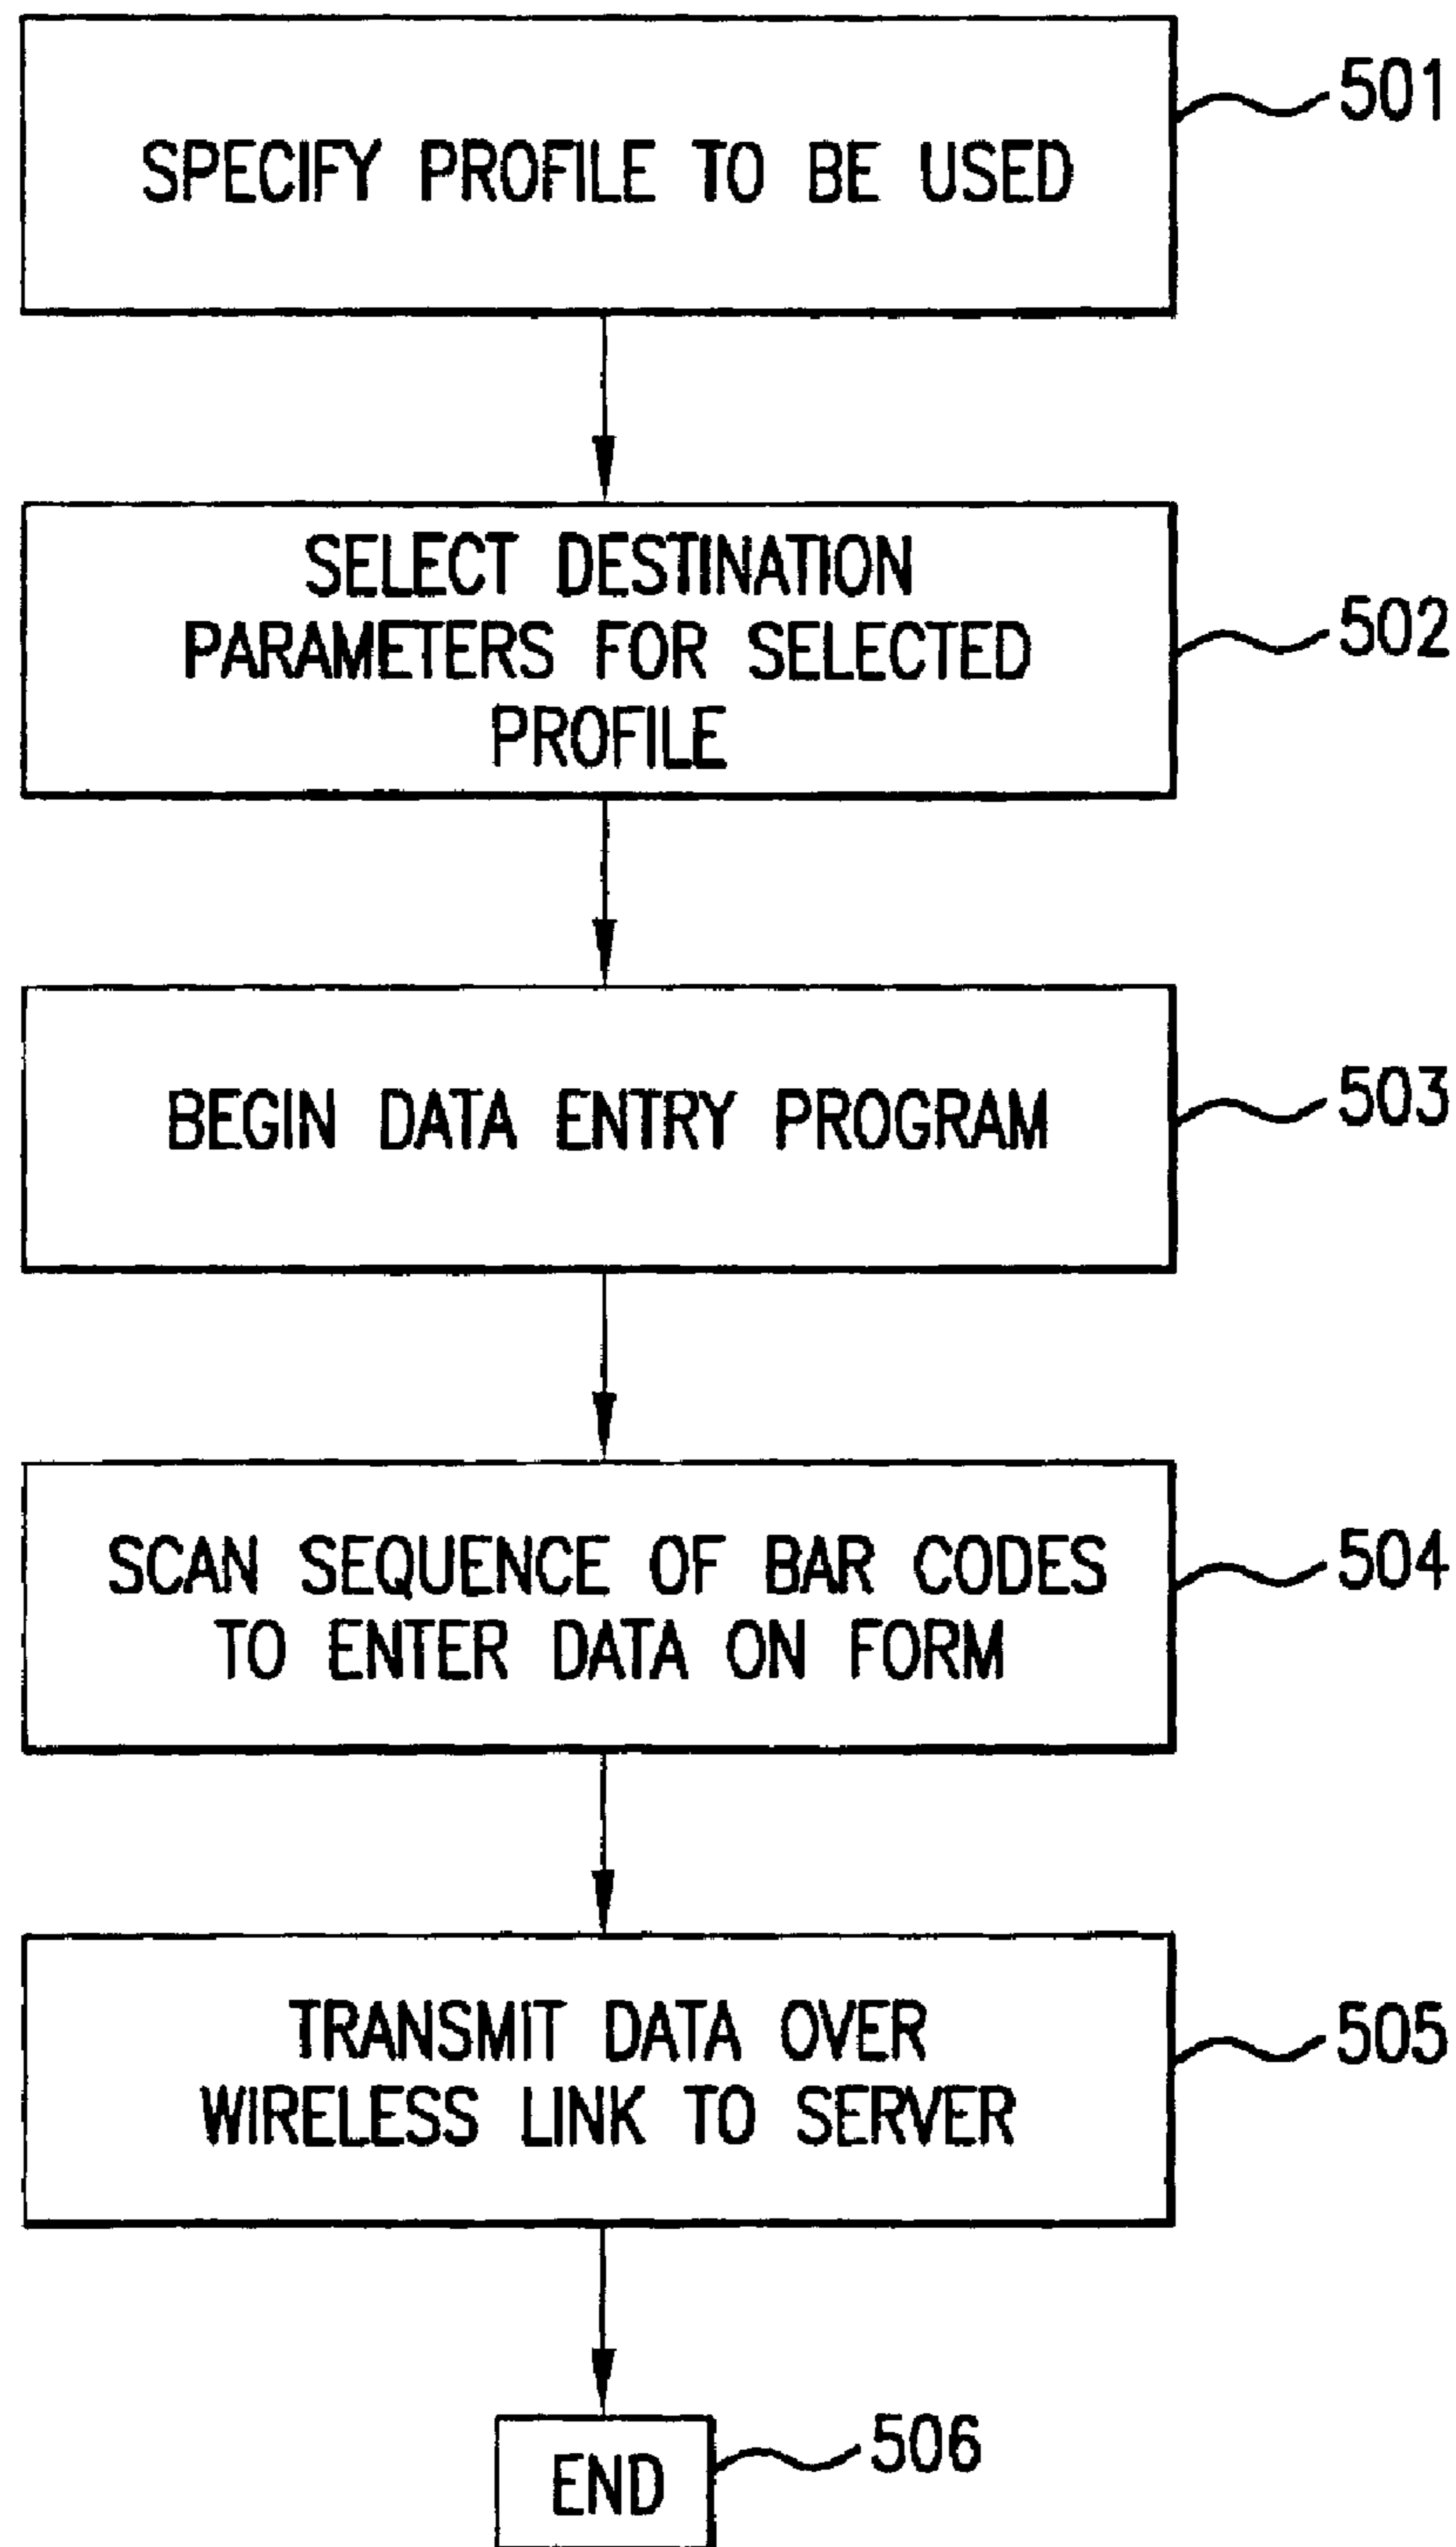 SPECIFY PROFILE TO BE USED
501
SELECT DESTINATION
PARAMETERS FOR SELECTED
PROFILE
502
BEGIN DATA ENTRY PROGRAM
503
SCAN SEQUENCE OF BAR CODES
TO ENTER DATA ON FORM
504
TRANSMIT DATA OVER
WIRELESS LINK TO SERVER
505
END
506